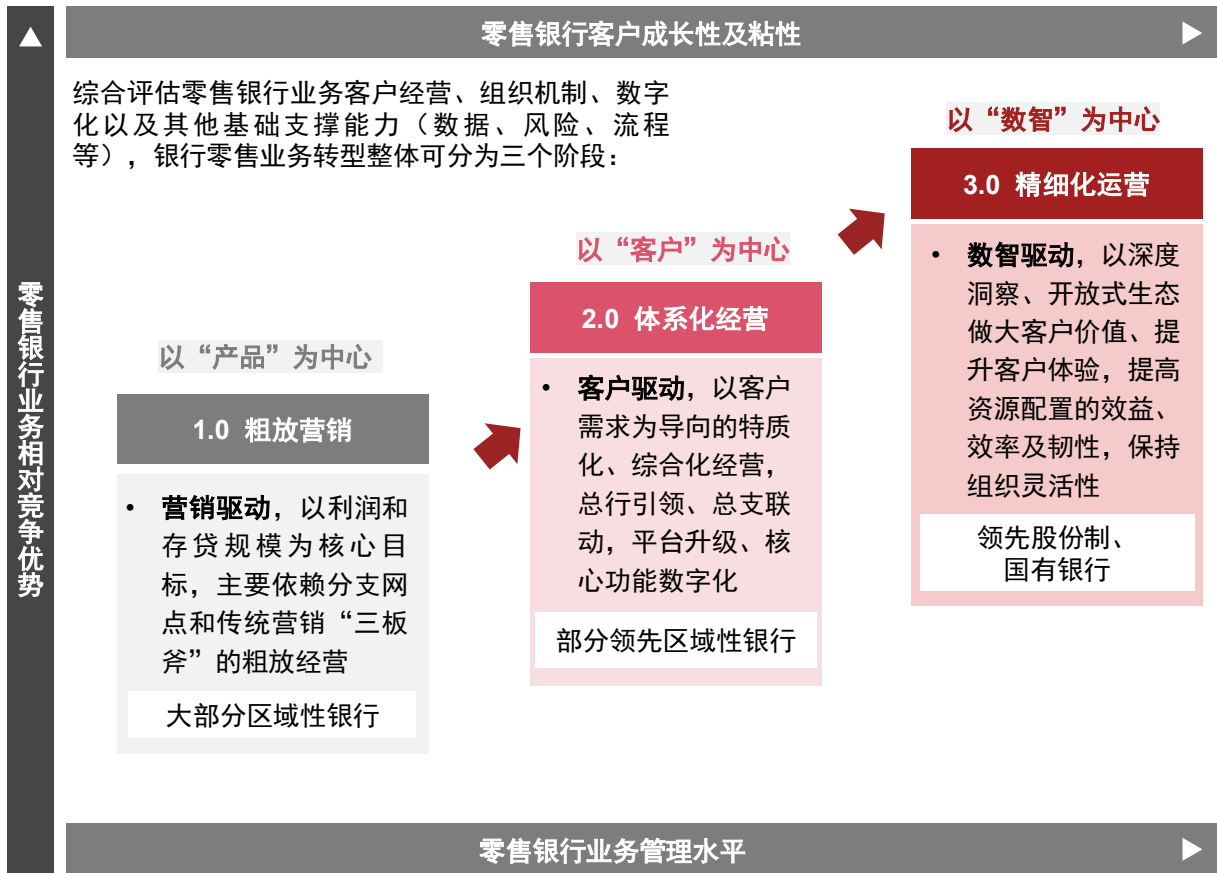 零售银行客户成长性及粘性
零售银行业务相对竞争优势
综合评估零售银行业务客户经营、组织机制、数字
化以及其他基础支撑能力（数据、风险、流程
等），银行零售业务转型整体可分为三个阶段：
以“产品”为中心
1.0 粗放营销
• 营销驱动，以利润和
存贷规模为核心目
标，主要依赖分支网
点和传统营销“三板
斧”的粗放经营
大部分区域性银行
以“客户”为中心
2.0 体系化经营
• 客户驱动，以客户
需求为导向的特质
化、综合化经营，
总行引领、总支联
动，平台升级、核
心功能数字化
部分领先区域性银行
以“数智”为中心
3.0 精细化运营
• 数智驱动，以深度
洞察、开放式生态
做大客户价值、提
升客户体验，提高
资源配置的效益、
效率及韧性，保持
组织灵活性
领先股份制、
国有银行
零售银行业务管理水平